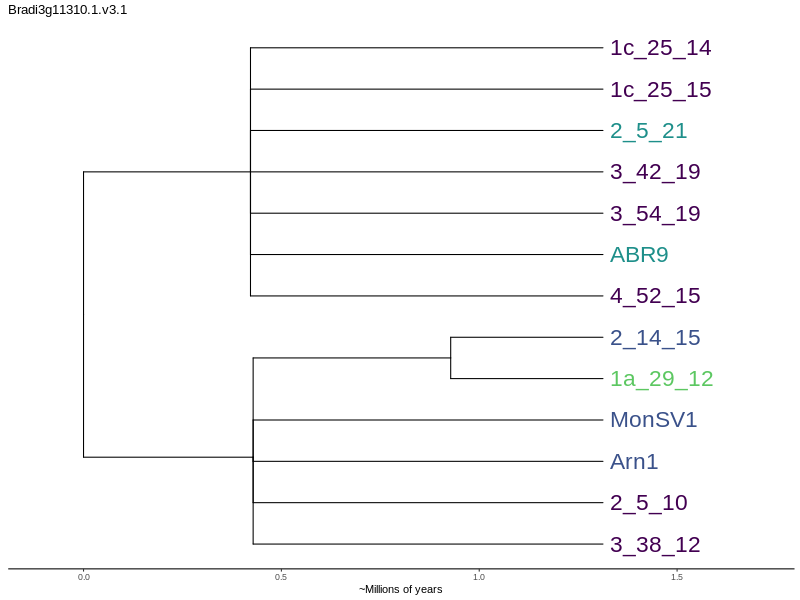 Bradi3g11310.1.v3.1
1c_25_14
1c_25_15
2_5_21
3_42_19
3_54_19
ABR9
4_52_15
2_14_15
1a_29_12
MonSV1
Arn1
2_5_10
3_38_12
0.0 0.5 1.0 1.5
~Millions of years